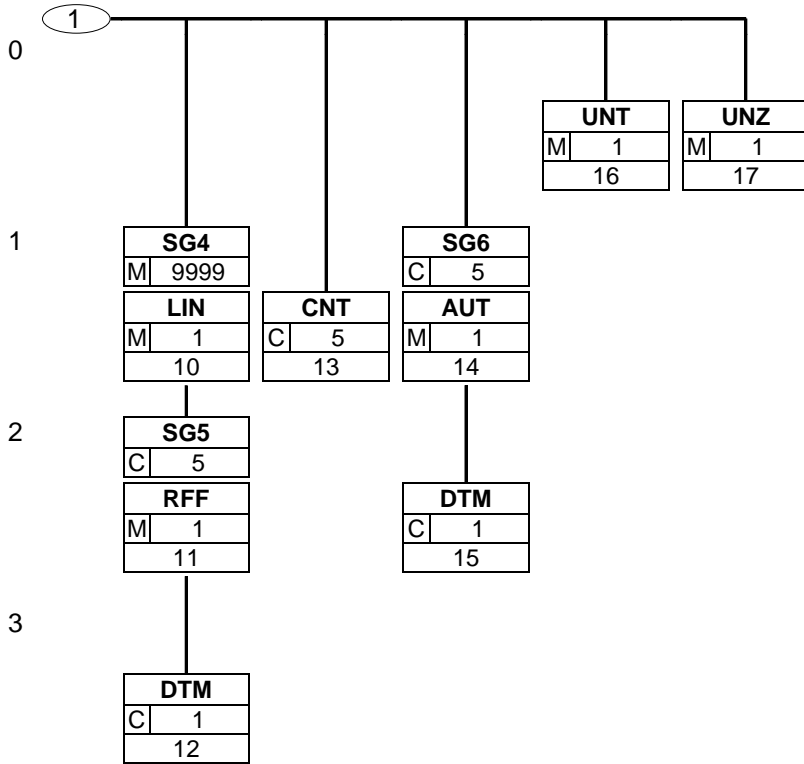 1
0
UNT UNZ
M 1 M 1
16 17
1
SG4 SG6
M 9999 C 5
LIN CNT AUT
M 1 C 5 M 1
10 13 14
2
SG5
C 5
RFF DTM
M 1 C 1
11 15
3
DTM
C 1
12